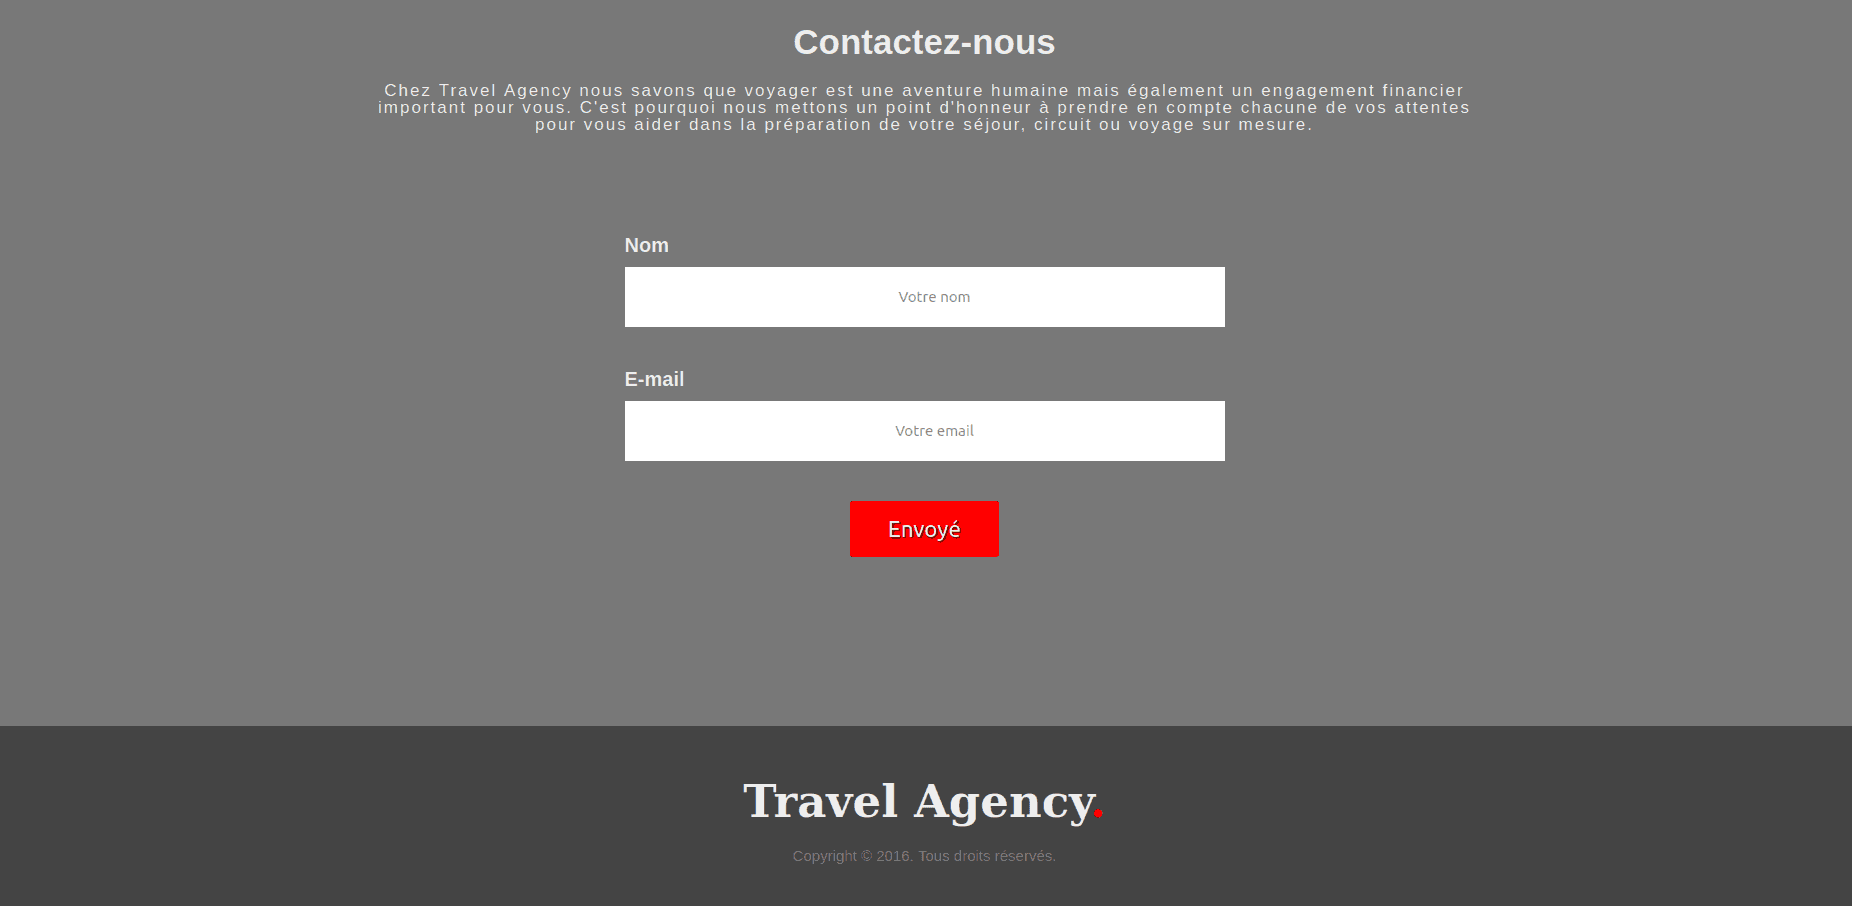 Contactez-nous
Chez Travel Agency nous savons que voyager est une aventure humaine mais également un engagement financier
important pour vous. C'est pourquoi nous mettons un point d'honneur à prendre en compte chacune de vos attentes
pour vous aider dans la préparation de votre séjour, circuit ou voyage sur mesure.
Nom
Votre nom
E-mail
Votre email
Envoyé
Travel Agency.
Copyright © 2016. Tous droits réservés.